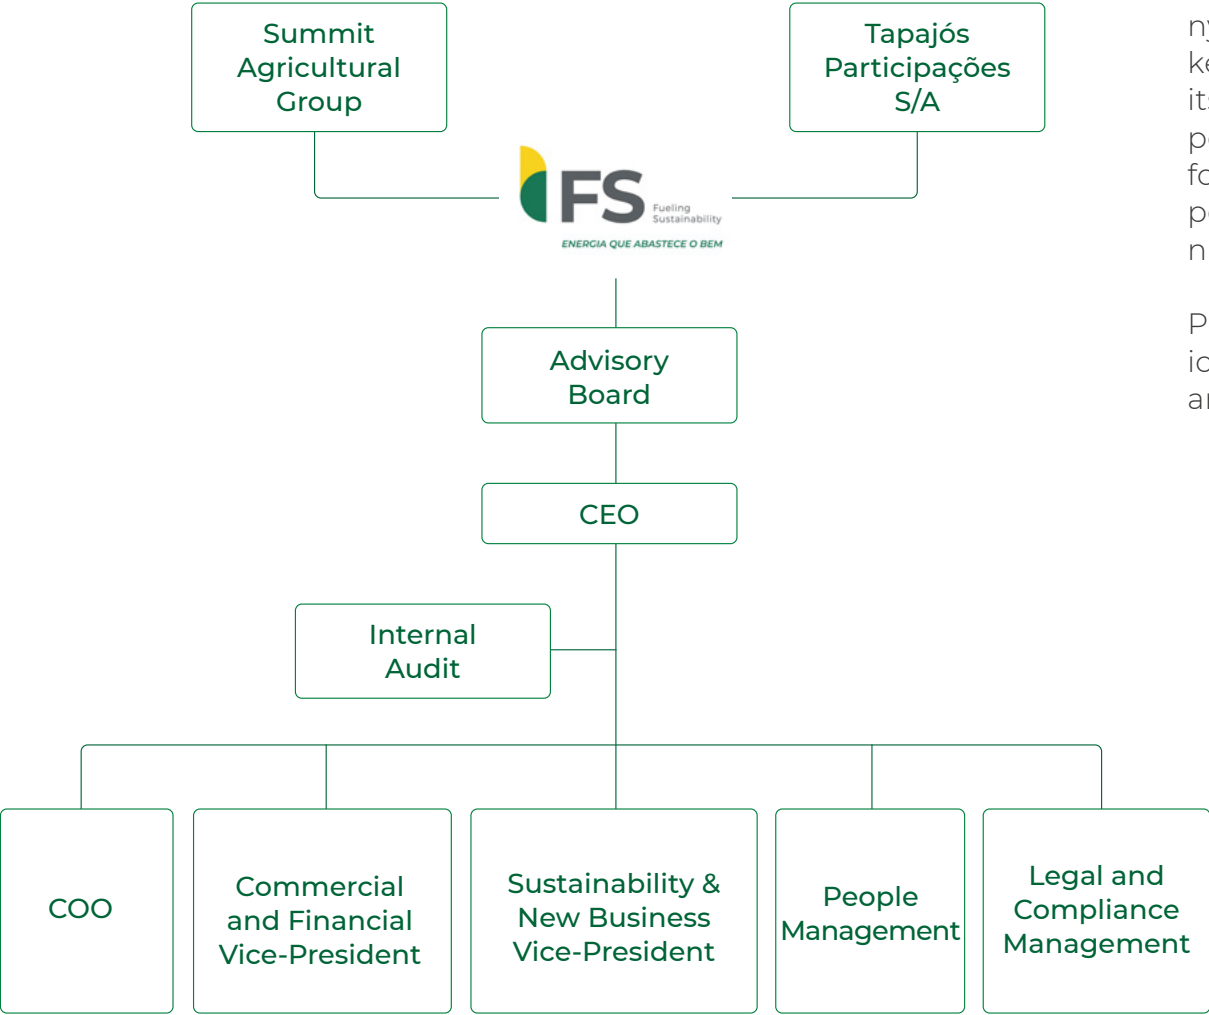 Summit
Agricultural
Group
Tapajós
Participações
S/A
FS
Fueling
Sustainability
ENERGIA QUE ABASTECE O BEM
Advisory
Board
CEO
Internal
Audit
COO
Commercial
and Financial
Vice-President
Sustainability &
New Business
Vice-President
People
Management
Legal and
Compliance
Management